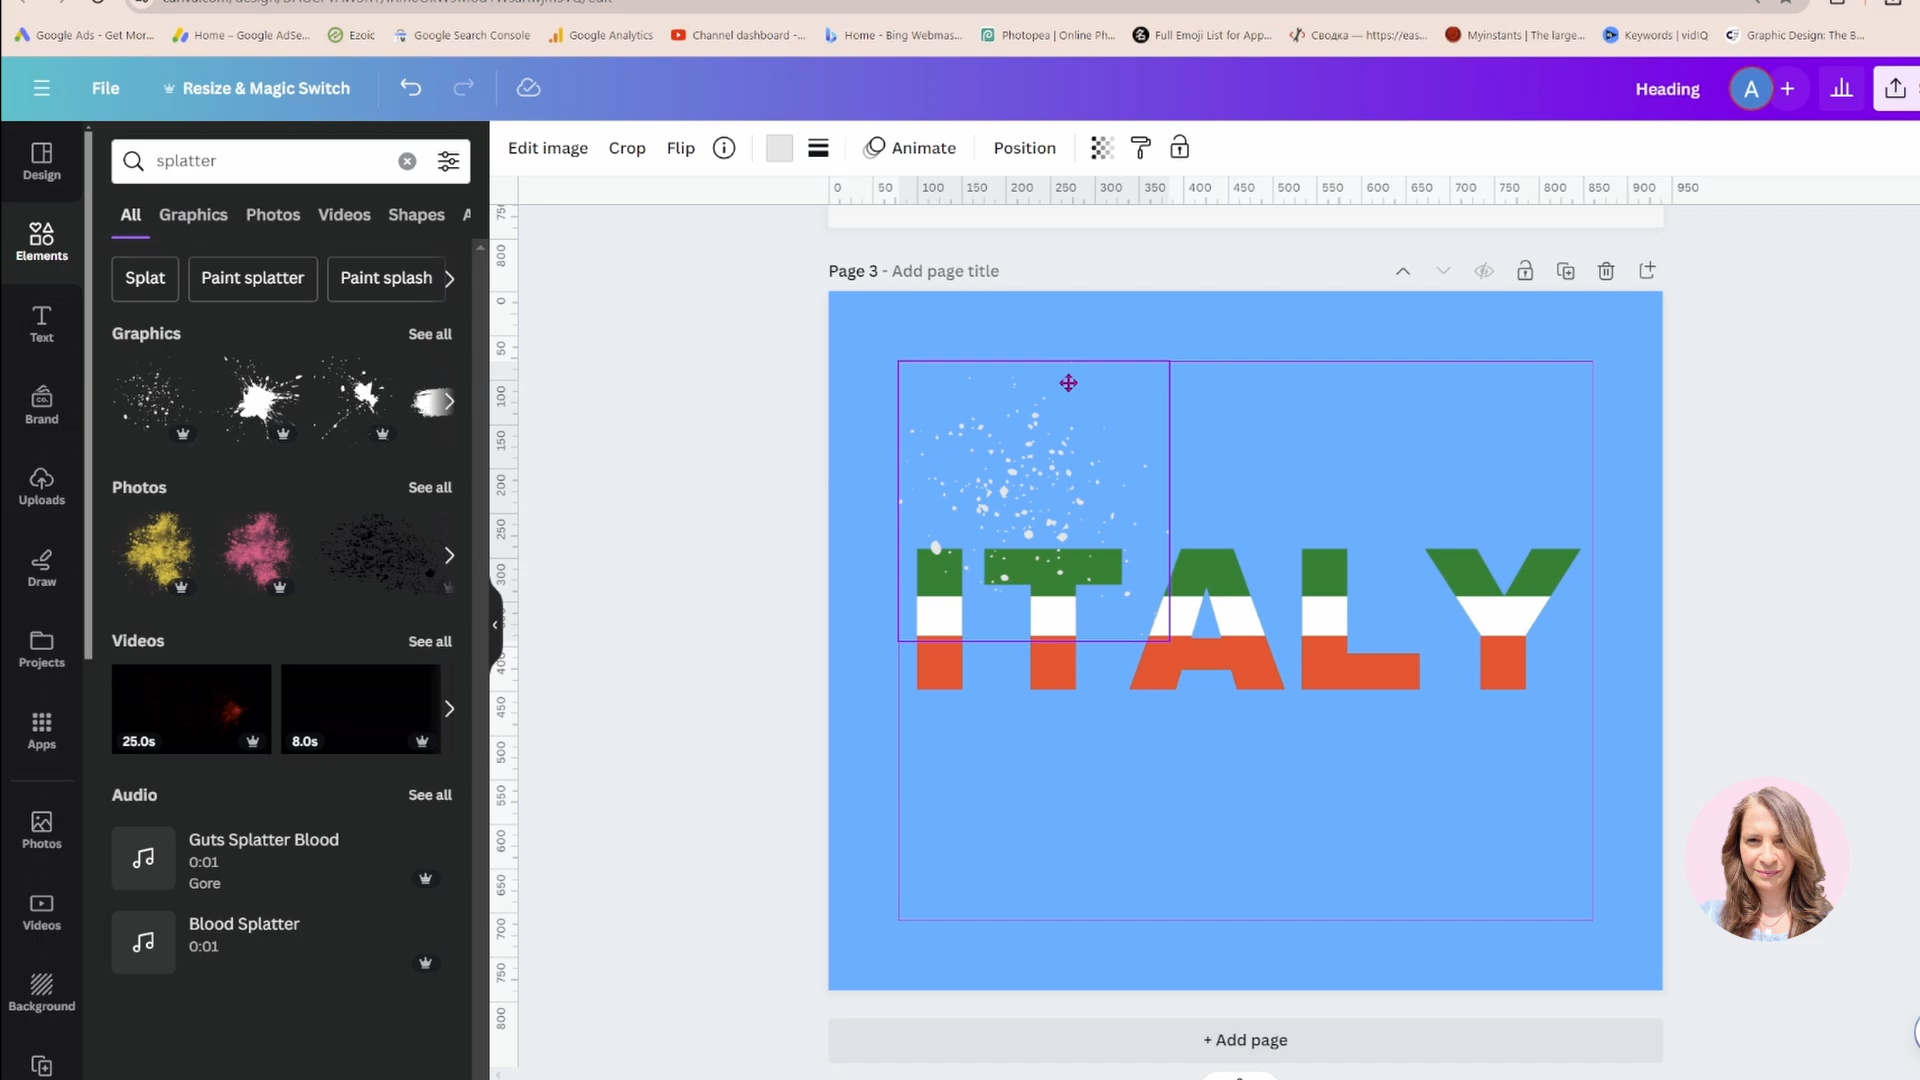 Google Ads - Get Mor...
Home – Google AdSe...
Ezoic
Google Search Console
Google Analytics
Channel dashboard -...
Home - Bing Webmas...
Photopea | Online Ph...
Full Emoji List for App...
Сводка — https://eas...
Myinstants | The large...
Keywords | vidIQ
Graphic Design: The B...
File
Resize & Magic Switch
Heading
A
Design
Elements
Text
Brand
Uploads
Draw
Projects
Apps
Photos
Videos
Background
splatter
All
Graphics
Photos
Videos
Shapes
Splat
Paint splatter
Paint splash
Graphics
See all
Photos
See all
Videos
See all
25.0s
8.0s
Audio
See all
Guts Splatter Blood
0:01
Gore
Blood Splatter
0:01
Edit image
Crop
Flip
Animate
Position
0 50 100 150 200 250 300 350 400 450 500 550 600 650 700 750 800 850 900 950
800
0
50
100
150
200
250
300
400
450
500
550
600
650
700
750
800
Page 3 - Add page title
ITALY
+ Add page